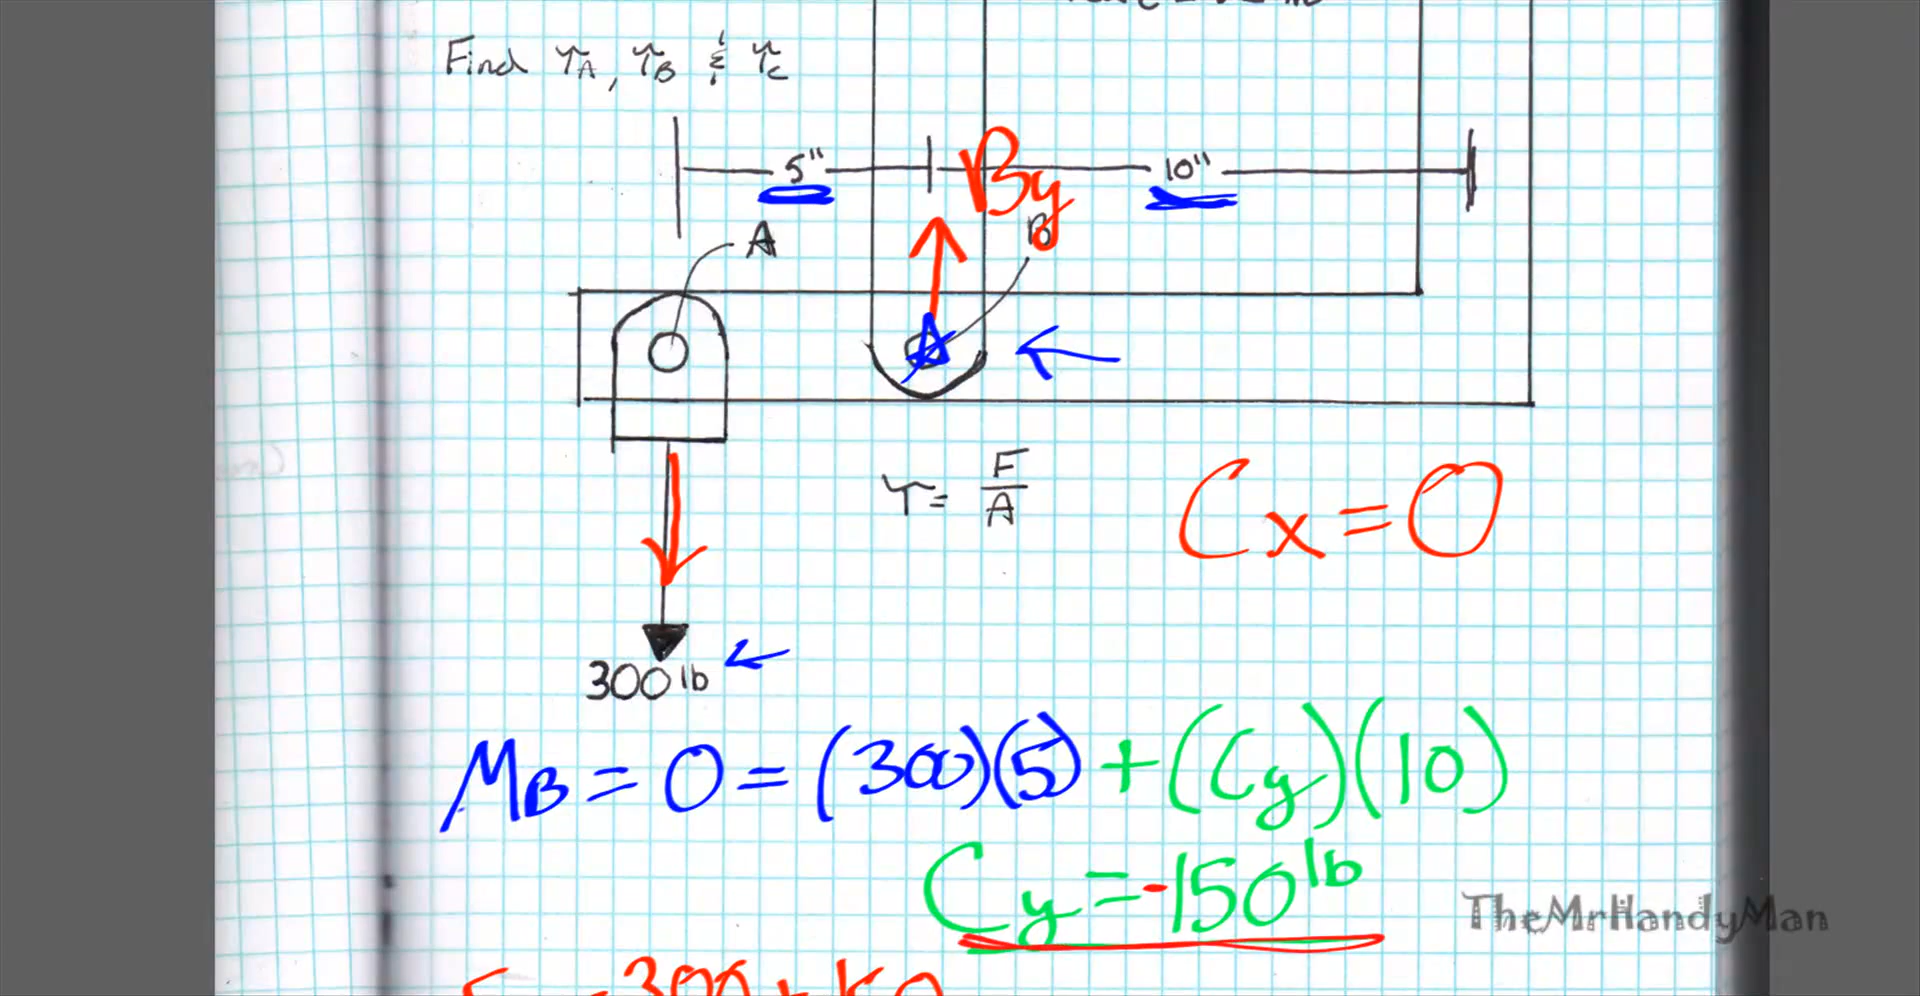 Find τA, τB & τC
5" 10"
By
A B
τ = F/A
Cx = 0
300 lb
MB = 0 = (300)(5) + (Cy)(10)
Cy = -150 lb
TheMrHandyMan